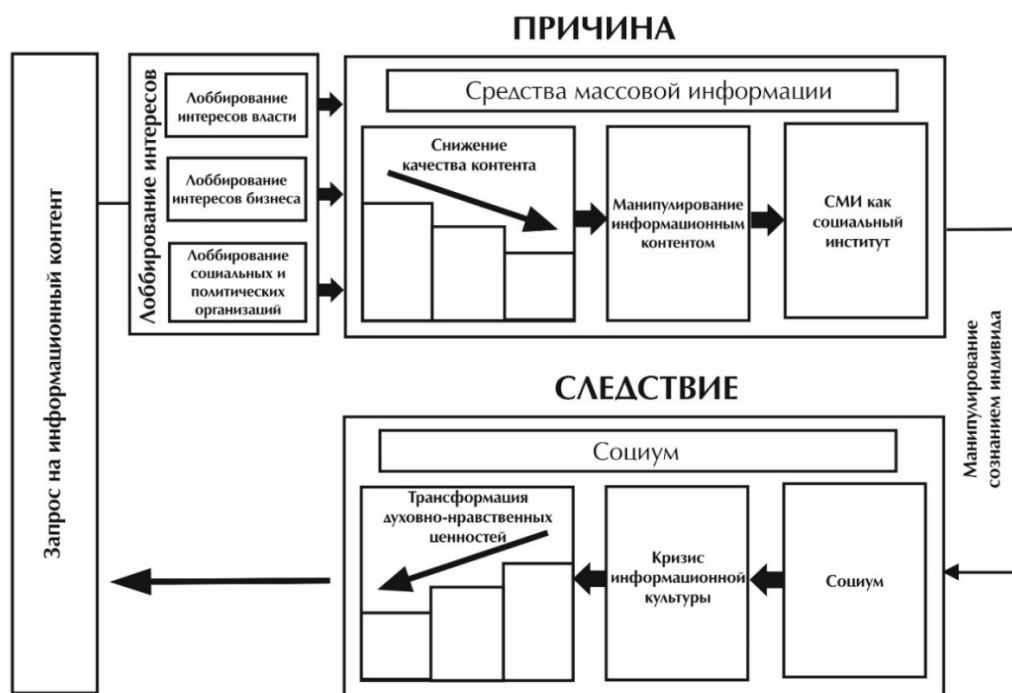 ПРИЧИНА
Запрос на информационный контент
Лоббирование интересов
Лоббирование
интересов власти
Лоббирование
интересов бизнеса
Лоббирование
социальных и
политических
организаций
Средства массовой информации
Снижение
качества контента
Манипулирование
информационным
контентом
СМИ как
социальный
институт
Манипулирование
сознанием индивида
СЛЕДСТВИЕ
Социум
Трансформация
духовно-нравственных
ценностей
Кризис
информационной
культуры
Социум